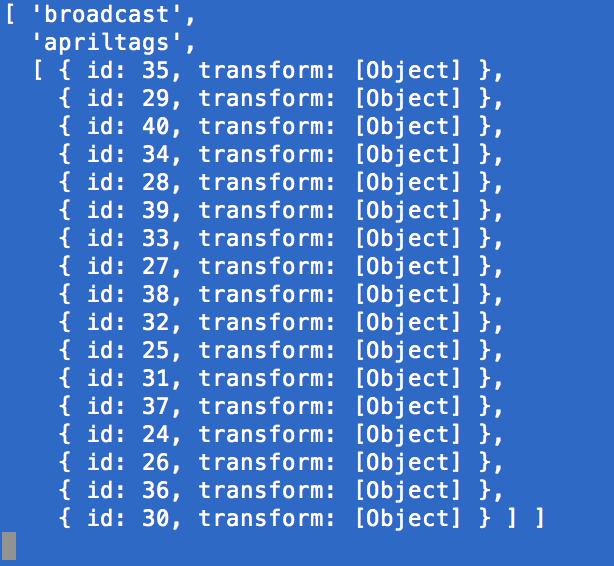 [ 'broadcast',
  'apriltags',
  [ { id: 35, transform: [Object] },
    { id: 29, transform: [Object] },
    { id: 40, transform: [Object] },
    { id: 34, transform: [Object] },
    { id: 28, transform: [Object] },
    { id: 39, transform: [Object] },
    { id: 33, transform: [Object] },
    { id: 27, transform: [Object] },
    { id: 38, transform: [Object] },
    { id: 32, transform: [Object] },
    { id: 25, transform: [Object] },
    { id: 31, transform: [Object] },
    { id: 37, transform: [Object] },
    { id: 24, transform: [Object] },
    { id: 26, transform: [Object] },
    { id: 36, transform: [Object] },
    { id: 30, transform: [Object] } ] ]